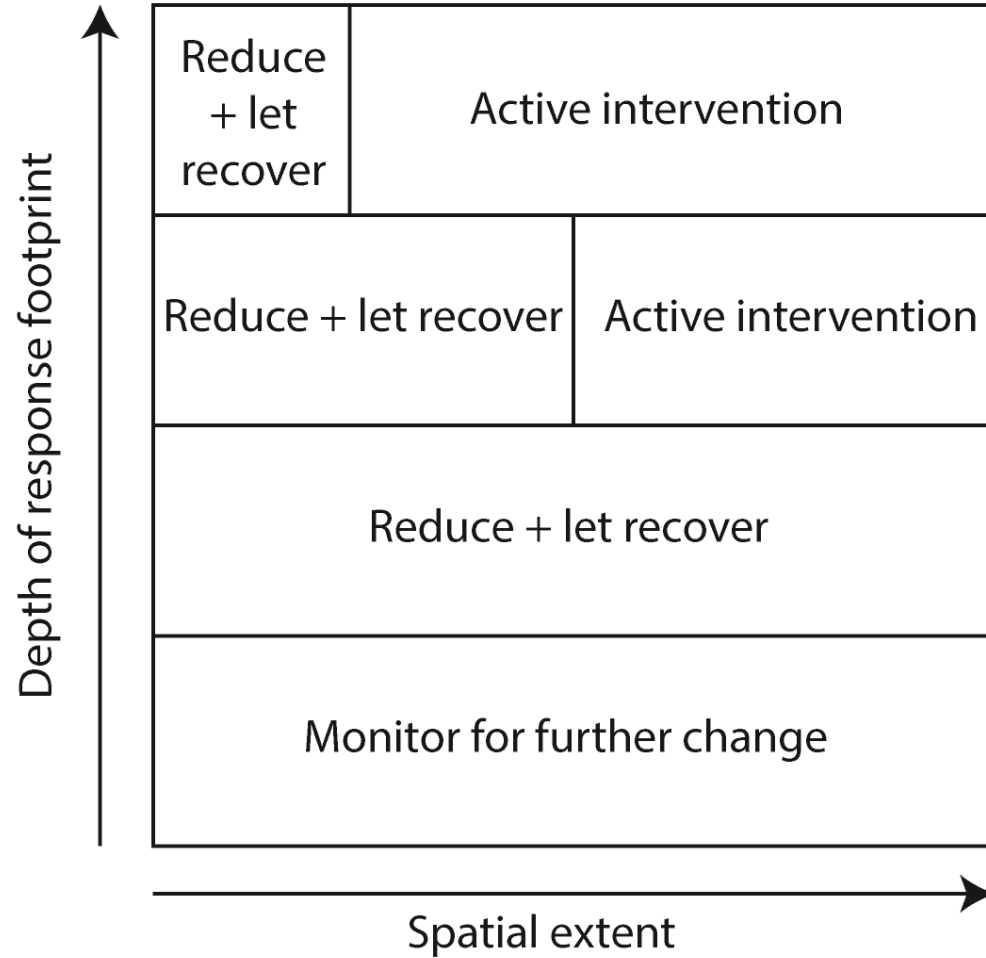 Depth of response footprint
Reduce
+ let
recover
Active intervention
Reduce + let recover
Active intervention
Reduce + let recover
Monitor for further change
Spatial extent